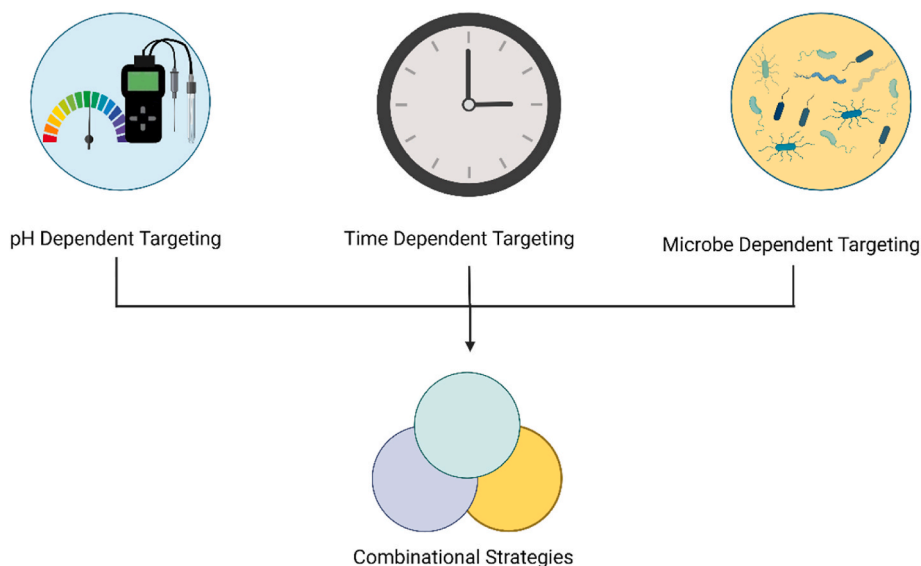 pH Dependent Targeting
Time Dependent Targeting
Microbe Dependent Targeting
Combinational Strategies